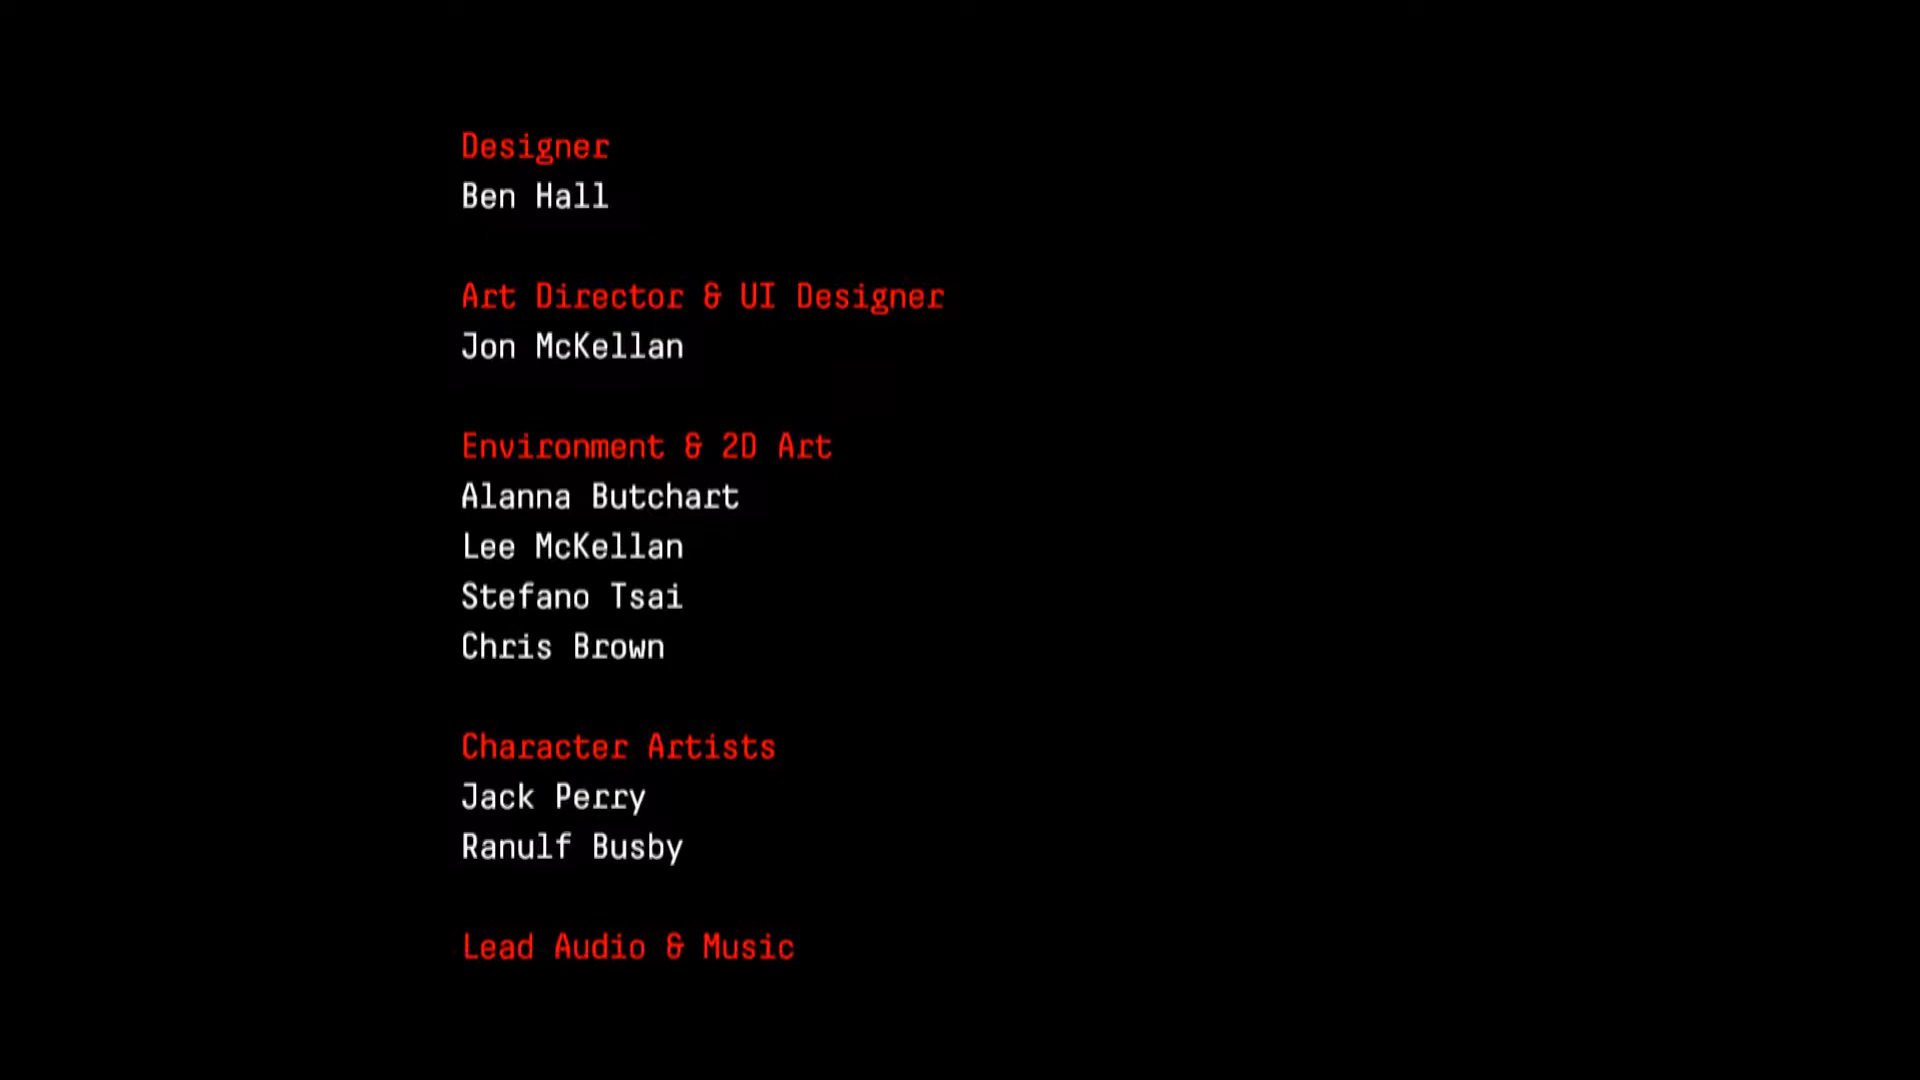 Designer
Ben Hall
Art Director & UI Designer
Jon McKellan
Environment & 2D Art
Alanna Butchart
Lee McKellan
Stefano Tsai
Chris Brown
Character Artists
Jack Perry
Ranulf Busby
Lead Audio & Music